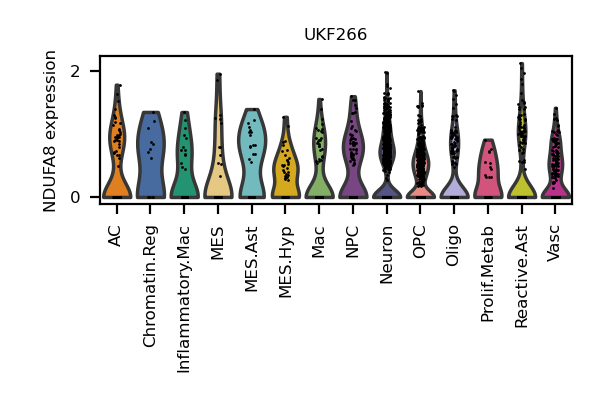 UKF266
NDUFA8 expression
2
0
AC
Chromatin.Reg
Inflammatory.Mac
MES
MES.Ast
MES.Hyp
Mac
NPC
Neuron
OPC
Oligo
Prolif.Metab
Reactive.Ast
Vasc